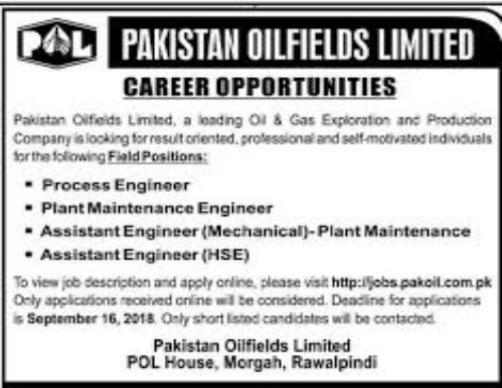 POL PAKISTAN OILFIELDS LIMITED
CAREER OPPORTUNITIES
Pakistan Oilfields Limited, a leading Oil & Gas Exploration and Production
Company is looking for result oriented, professional and self-motivated individuals
for the following Field Positions:
▪ Process Engineer
▪ Plant Maintenance Engineer
▪ Assistant Engineer (Mechanical)- Plant Maintenance
▪ Assistant Engineer (HSE)
To view job description and apply online, please visit http://jobs.pakoil.com.pk
Only applications received online will be considered. Deadline for applications
is September 16, 2018. Only short listed candidates will be contacted.
Pakistan Oilfields Limited
POL House, Morgah, Rawalpindi